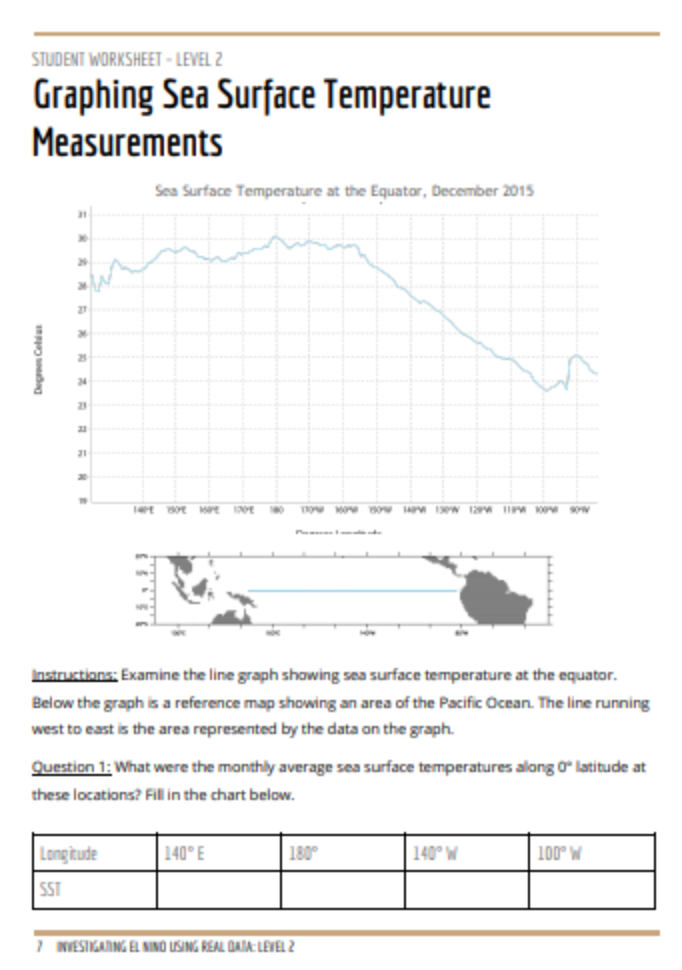 STUDENT WORKSHEET - LEVEL 2
Graphing Sea Surface Temperature
Measurements
Sea Surface Temperature at the Equator, December 2015
31
30
29
28
27
26
25
24
23
22
21
20
19
Degrees Celsius
140°E 150°E 160°E 170°E 180 170°W 160°W 150°W 140°W 130°W 120°W 110°W 100°W 90°W
Degrees Longitude
Instructions: Examine the line graph showing sea surface temperature at the equator.
Below the graph is a reference map showing an area of the Pacific Ocean. The line running
west to east is the area represented by the data on the graph.
Question 1: What were the monthly average sea surface temperatures along 0° latitude at
these locations? Fill in the chart below.
Longitude 140° E 180° 140° W 100° W
SST
7 INVESTIGATING EL NINO USING REAL DATA: LEVEL 2